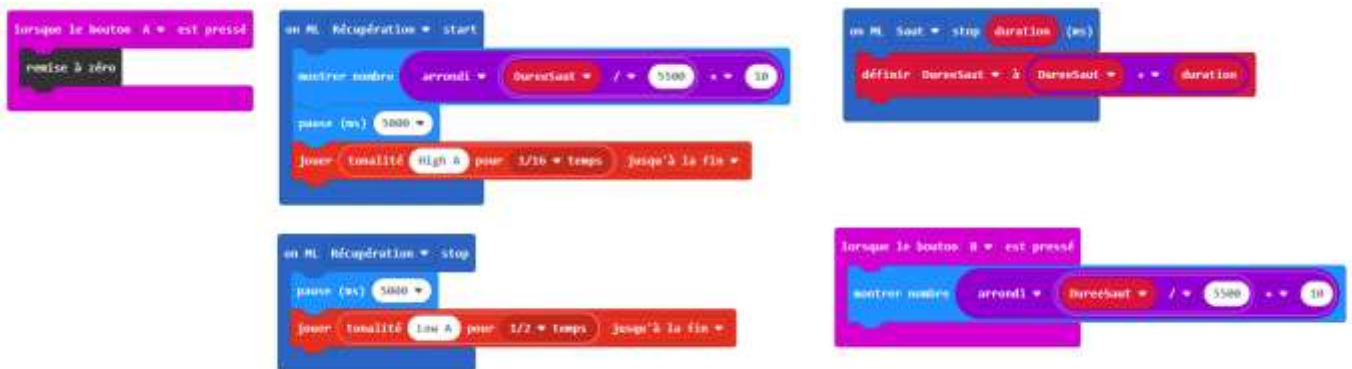 lorsque le bouton A est pressé
remise à zéro
on ML Récupération start
montrer nombre arrondi DureeSaut / 5500 * 10
pause (ms) 5000
jouer tonalité High A pour 1/16 temps jusqu'à la fin
on ML Récupération stop
pause (ms) 5000
jouer tonalité Low A pour 1/2 temps jusqu'à la fin
on ML Saut stop duration (ms)
définir DureeSaut à DureeSaut + duration
lorsque le bouton B est pressé
montrer nombre arrondi DureeSaut / 5500 * 10